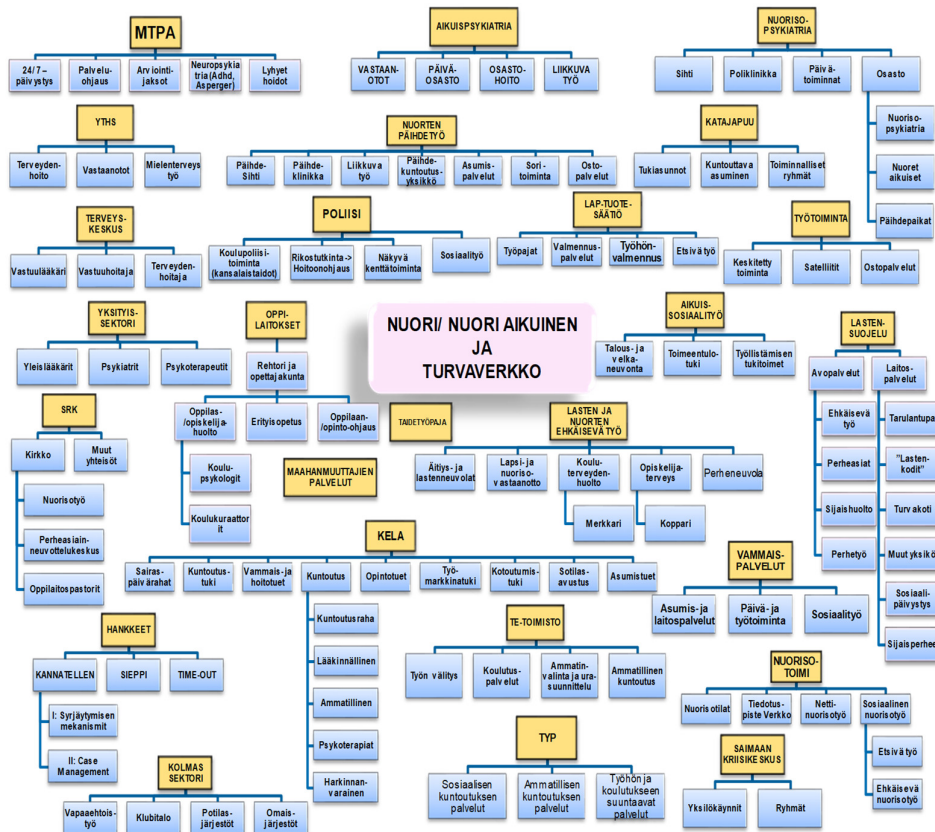 MTPA
24/7 –
päivystys
Palvelu-
ohjaus
Arviointi-
jaksot
Neuropsyki
atria (Adhd,
Asperger)
Lyhyet
hoidot
AIKUISPSYKIATRIA
VASTAAN-
OTOT
PÄIVÄ-
OSASTO
OSASTO-
HOITO
LIIKKUVA
TYÖ
NUORISO-
PSYKIATRIA
Sihti
Poliklinikka
Päivä-
toiminnat
Osasto
Nuoriso-
psykiatria
Nuoret
aikuiset
Päihdepaikat
YTHS
Terveyden-
hoito
Vastaanotot
Mielenterveys
työ
NUORTEN
PÄIHDETYÖ
Päihde-
Sihti
Päihde-
klinikka
Liikkuva
työ
Päihde-
kuntoutus-
yksikkö
Asumis-
palvelut
Sori-
toiminta
Osto-
palvelut
KATAJAPUU
Tukiasunnot
Kuntouttava
asuminen
Toiminnalliset
ryhmät
TERVEYS-
KESKUS
Vastuulääkäri
Vastuuhoitaja
Terveyden-
hoitaja
POLIISI
Koulupoliisi-
toiminta
(kansalaistaidot)
Rikostutkinta ->
Hoitoonohjaus
Näkyvä
kenttätoiminta
Sosiaalityö
LAP-TUOTE-
SÄÄTIÖ
Työpajat
Valmennus-
palvelut
Työhön-
valmennus
Etsivä työ
TYÖTOIMINTA
Keskitetty
toiminta
Satelliitit
Ostopalvelut
YKSITYIS-
SEKTORI
Yleislääkärit
Psykiatrit
Psykoterapeutit
OPPI-
LAITOKSET
Rehtori ja
opettajakunta
Oppilas-
/opiskelija-
huolto
Erityisopetus
Oppilaan-
/opinto-ohjaus
Koulu-
psykologit
Koulukuraattor
it
NUORI/ NUORI AIKUINEN
JA
TURVAVERKKO
AIKUIS-
SOSIAALITYÖ
Talous- ja
velka-
neuvonta
Toimeentulo-
tuki
Työllistämisen
tukitoimet
LASTEN-
SUOJELU
Avopalvelut
Laitos-
palvelut
Ehkäisevä
työ
Perheasiat
Sijaishuolto
Perhetyö
Tarulantupa
”Lasten-
kodit”
Turvakoti
Muut yksiköt
Sosiaali-
päivystys
Sijaisperheet
SRK
Kirkko
Muut
yhteisöt
Nuorisotyö
Perheasiain-
neuvottelukeskus
Oppilaitospastorit
TAIDETYÖPAJA
MAAHANMUUTTAJIEN
PALVELUT
LASTEN JA
NUORTEN
EHKÄISEVÄ TYÖ
Äitiys- ja
lastenneuvolat
Lapsi- ja
nuoriso-
vastaanotto
Koulu-
terveyden-
huolto
Opiskelija-
terveys
Perheneuvola
Merkkari
Koppari
KELA
Sairas-
päivärahat
Kuntoutus-
tuki
Vammais- ja
hoitotuet
Kuntoutus
Opintotuet
Työ-
markkinatuki
Kotoutumis-
tuki
Sotilas-
avustus
Asumistuet
Kuntoutusraha
Lääkinnällinen
Ammatillinen
Psykoterapiat
Harkinnan-
varainen
VAMMAIS-
PALVELUT
Asumis- ja
laitospalvelut
Päivä- ja
työtoiminta
Sosiaalityö
HANKKEET
KANNATELLEN
SIEPPI
TIME-OUT
I: Syrjäytymisen
mekanismit
II: Case
Management
TE-TOIMISTO
Työn välitys
Koulutus-
palvelut
Ammatin-
valinta ja ura-
suunnittelu
Ammatillinen
kuntoutus
NUORISO-
TOIMI
Nuorisotilat
Tiedotus-
piste Verkko
Netti-
nuorisotyö
Sosiaalinen
nuorisotyö
Etsivä työ
Ehkäisevä
nuorisotyö
TYP
Sosiaalisen
kuntoutuksen
palvelut
Ammatillisen
kuntoutuksen
palvelut
Työhön ja
koulutukseen
suuntaavat
palvelut
SAIMAAN
KRIISIKESKUS
Yksilökäynnit
Ryhmät
KOLMAS
SEKTORI
Vapaaehtois-
työ
Klubitalo
Potilas-
järjestöt
Omais-
järjestöt